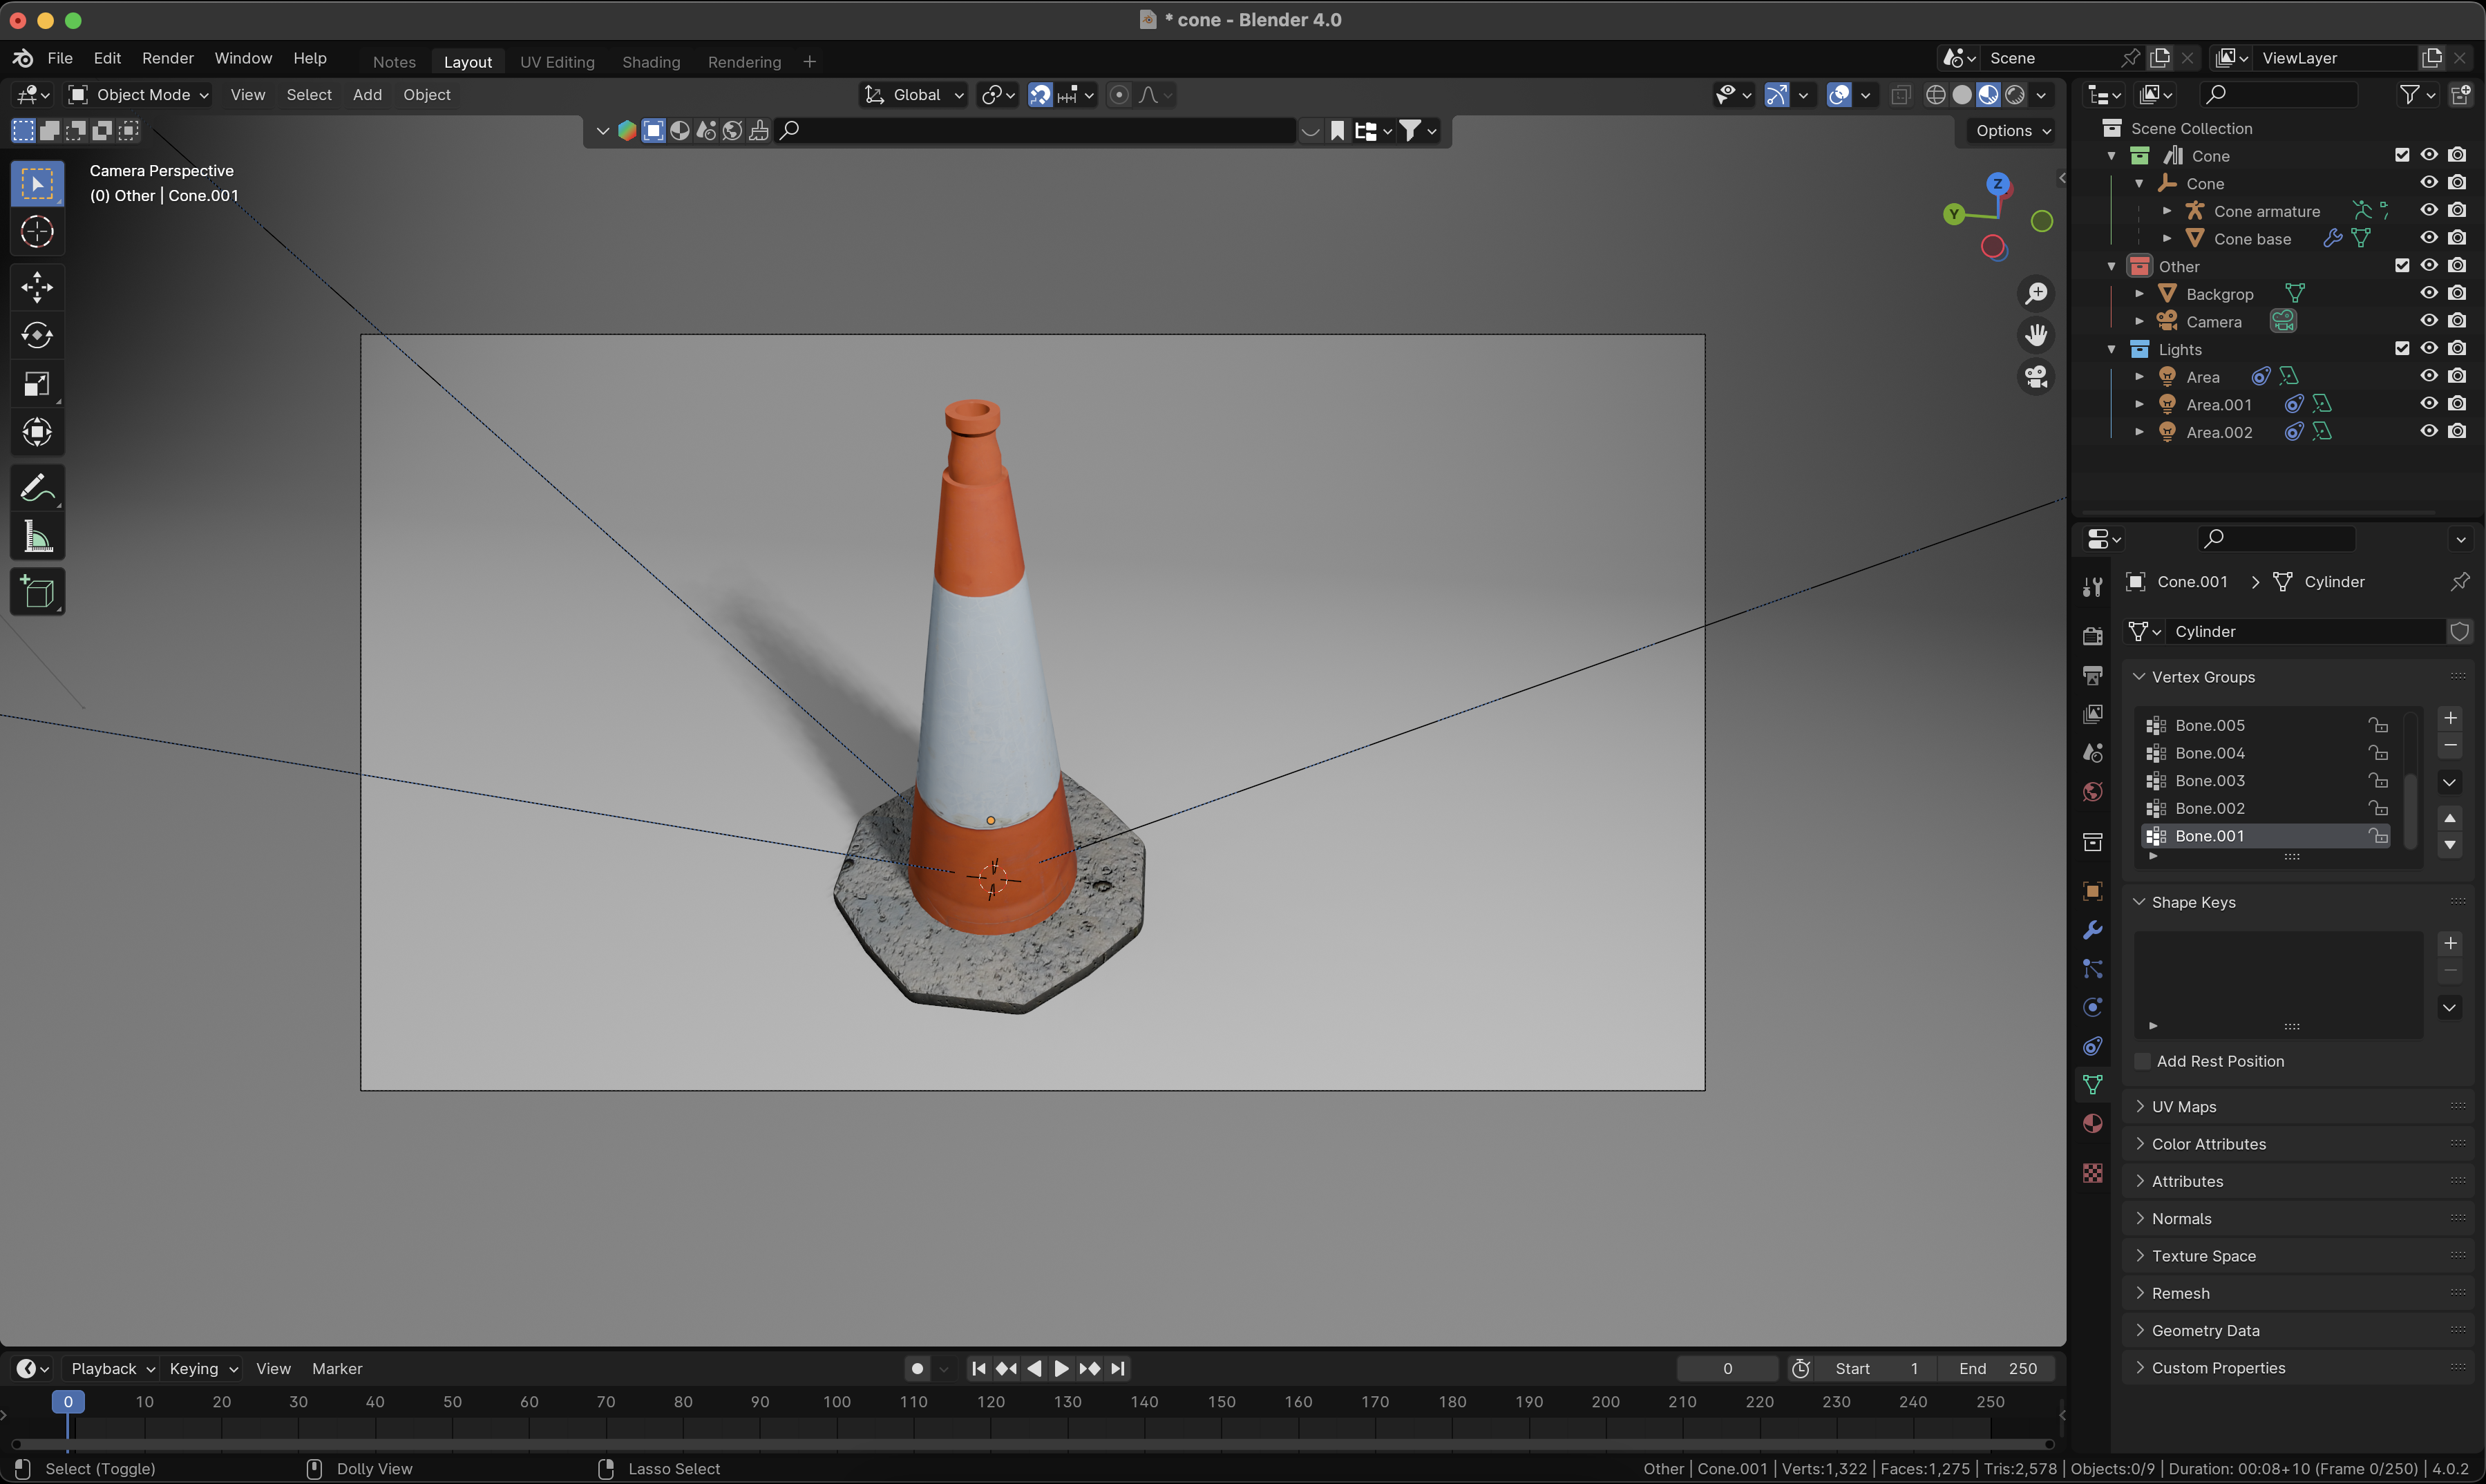 * cone - Blender 4.0
File Edit Render Window Help Notes Layout UV Editing Shading Rendering Scene ViewLayer
Object Mode View Select Add Object Global
Options
Camera Perspective
(0) Other | Cone.001
Z
Y
Scene Collection
Cone
Cone
Cone armature
Cone base
Other
Backgrop
Camera
Lights
Area
Area.001
Area.002
Cone.001 Cylinder
Cylinder
Vertex Groups
Bone.005
Bone.004
Bone.003
Bone.002
Bone.001
Shape Keys
Add Rest Position
UV Maps
Color Attributes
Attributes
Normals
Texture Space
Remesh
Geometry Data
Custom Properties
Playback Keying View Marker 0 Start 1 End 250
0 10 20 30 40 50 60 70 80 90 100 110 120 130 140 150 160 170 180 190 200 210 220 230 240 250
Select (Toggle) Dolly View Lasso Select Other | Cone.001 | Verts:1,322 | Faces:1,275 | Tris:2,578 | Objects:0/9 | Duration: 00:08+10 (Frame 0/250) | 4.0.2